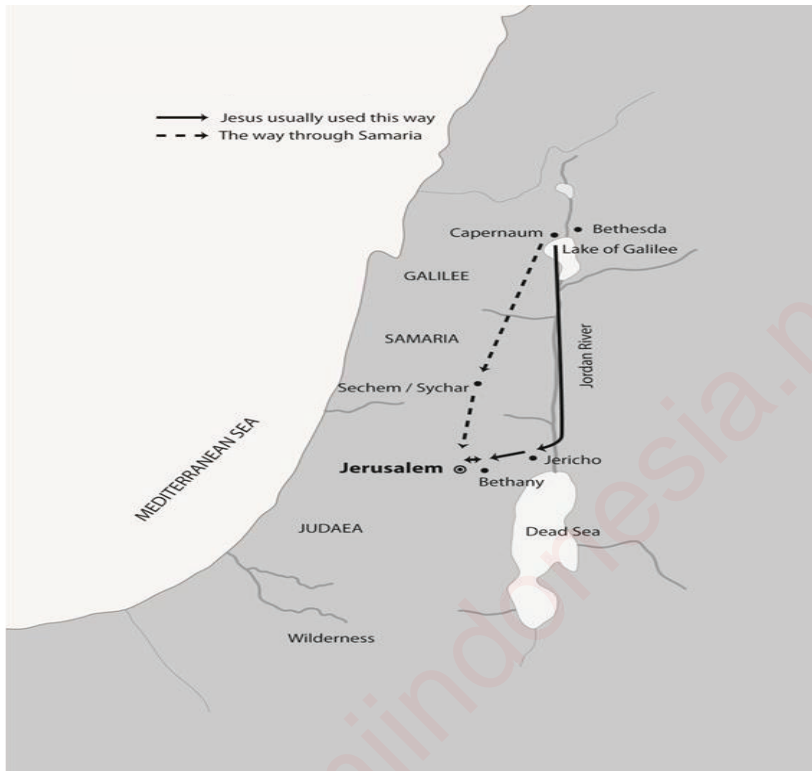 Jesus usually used this way
The way through Samaria
Capernaum
Bethesda
Lake of Galilee
GALILEE
SAMARIA
Jordan River
Sechem / Sychar
MEDITERRANEAN SEA
Jerusalem
Jericho
Bethany
JUDAEA
Dead Sea
Wilderness